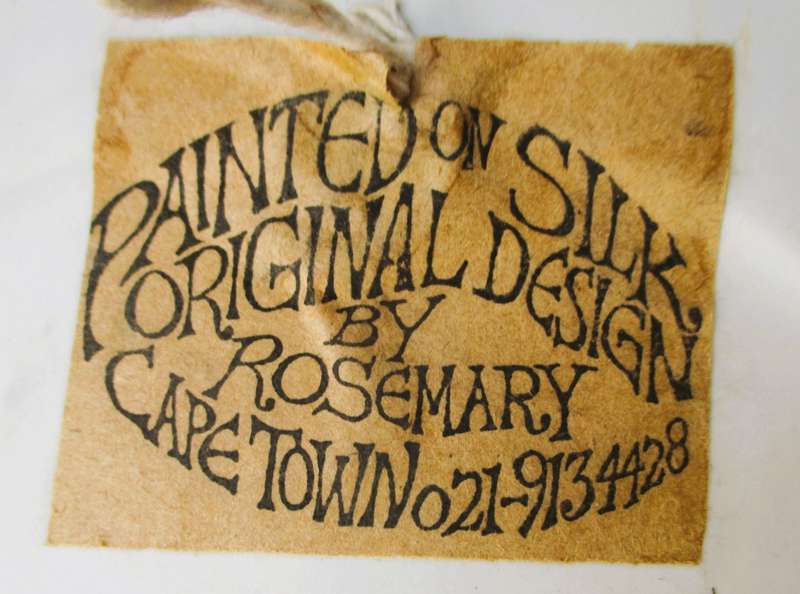 PAINTED ON SILK
ORIGINAL DESIGN
BY
ROSEMARY
CAPE TOWN 021-9134428